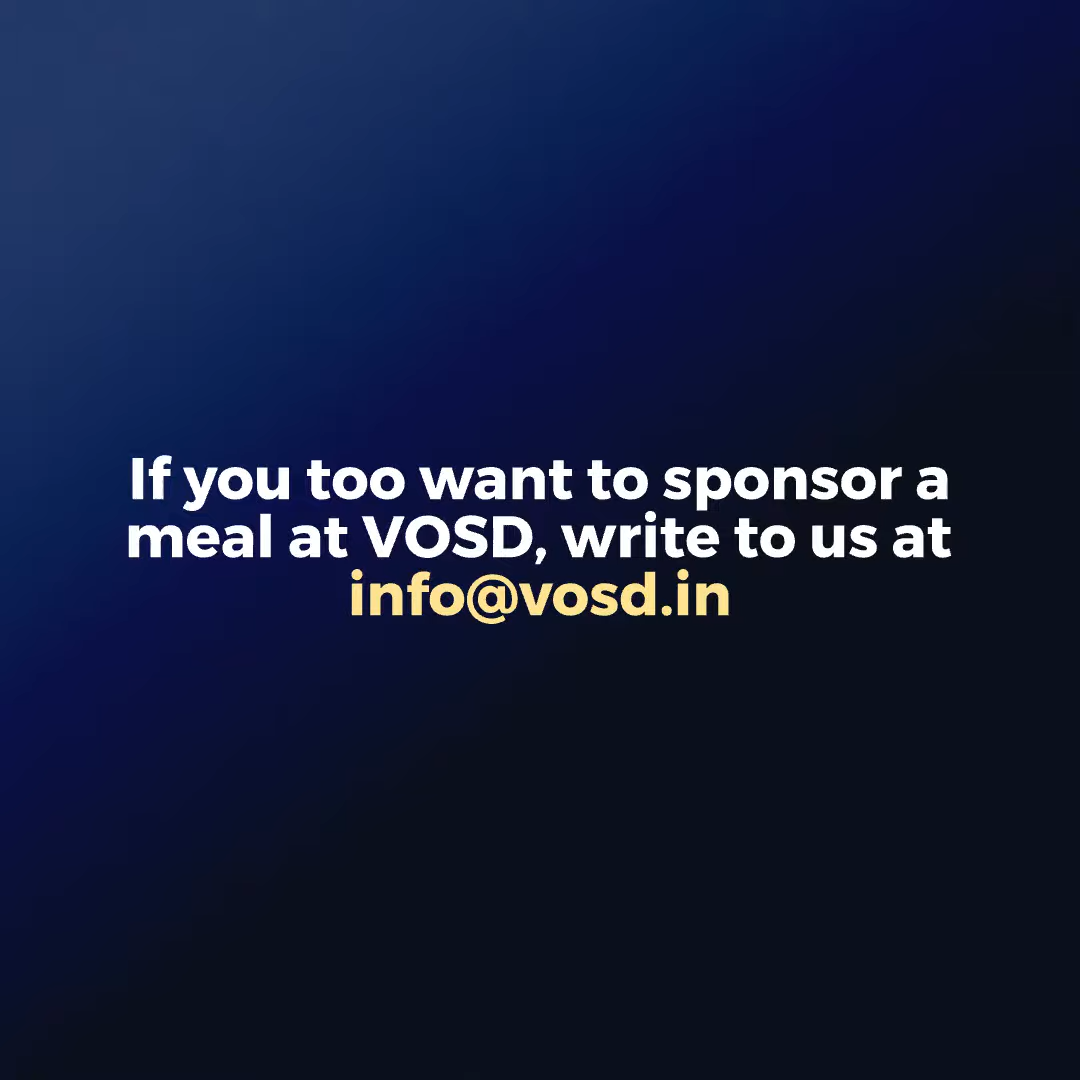 If you too want to sponsor a
meal at VOSD, write to us at
info@vosd.in